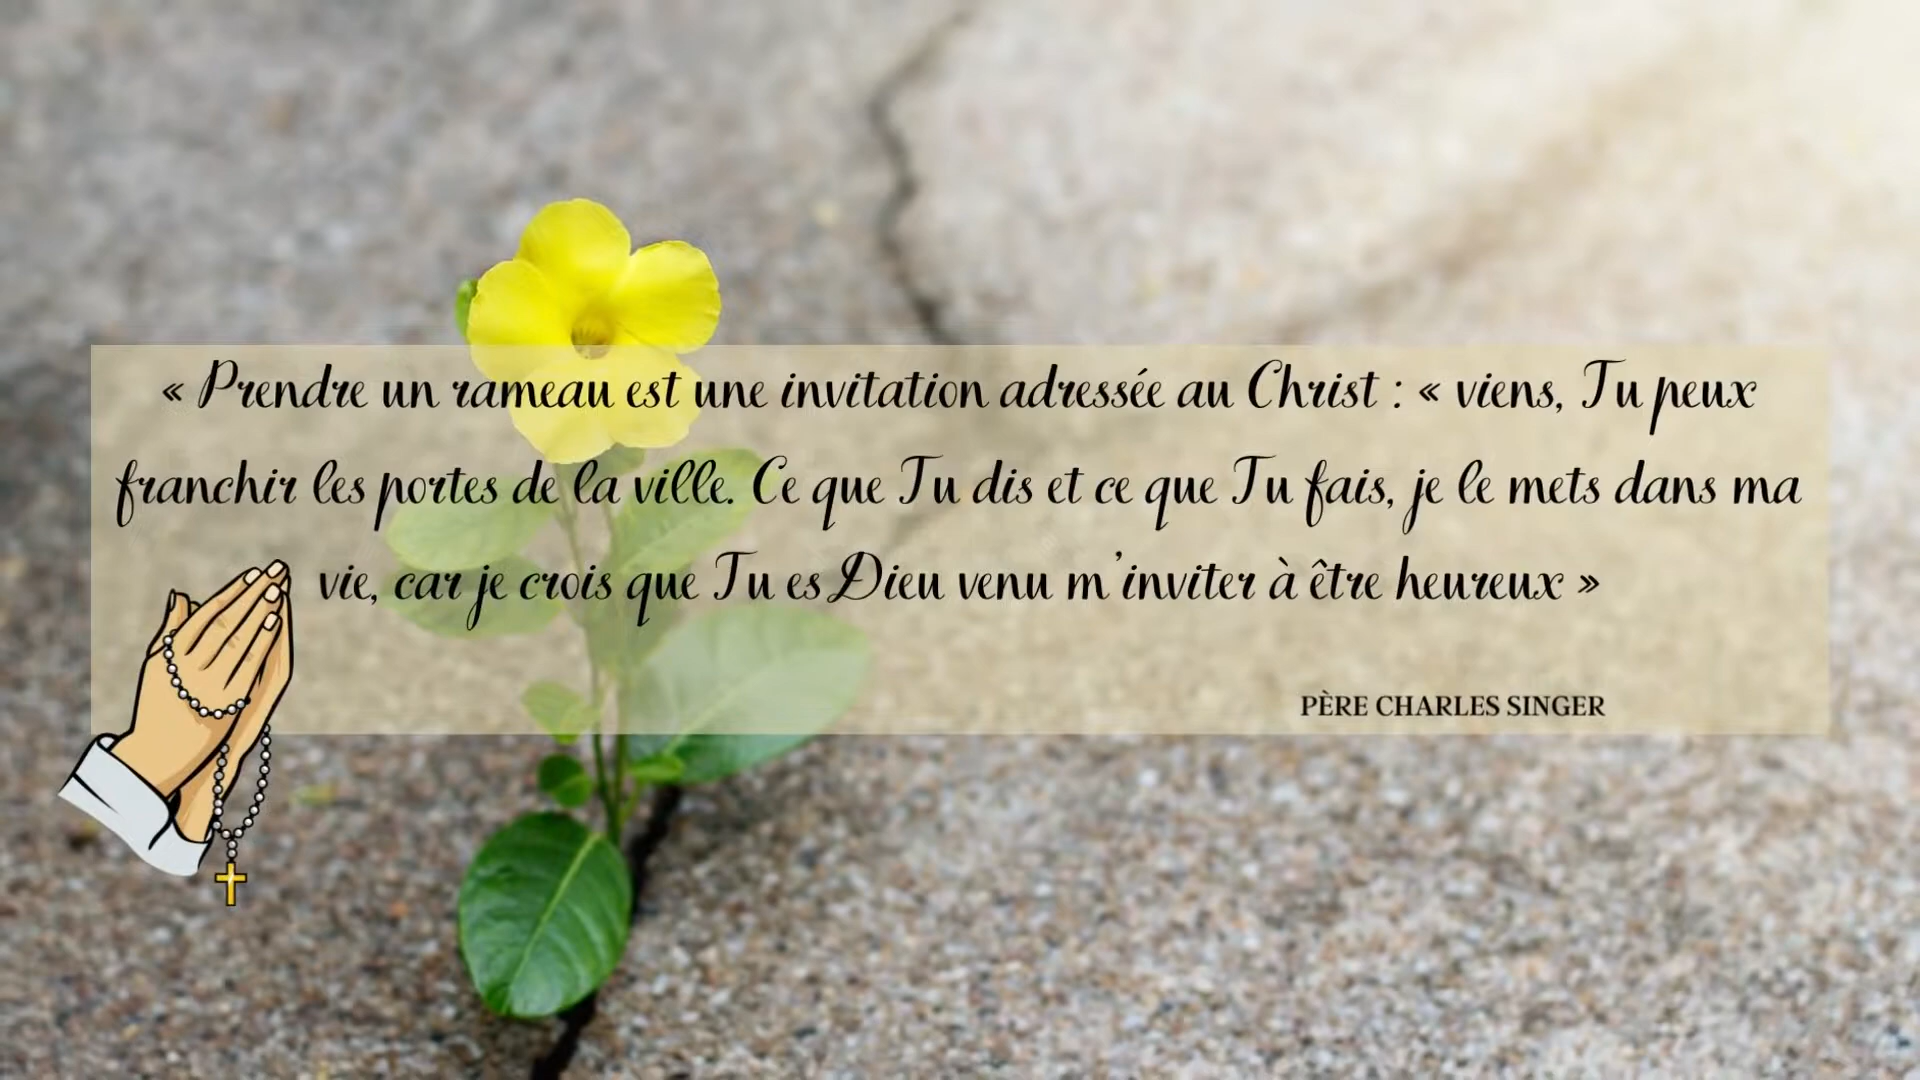 « Prendre un rameau est une invitation adressée au Christ : « viens, Tu peux
franchir les portes de la ville. Ce que Tu dis et ce que Tu fais, je le mets dans ma
vie, car je crois que Tu es Dieu venu m'inviter à être heureux »
PÈRE CHARLES SINGER